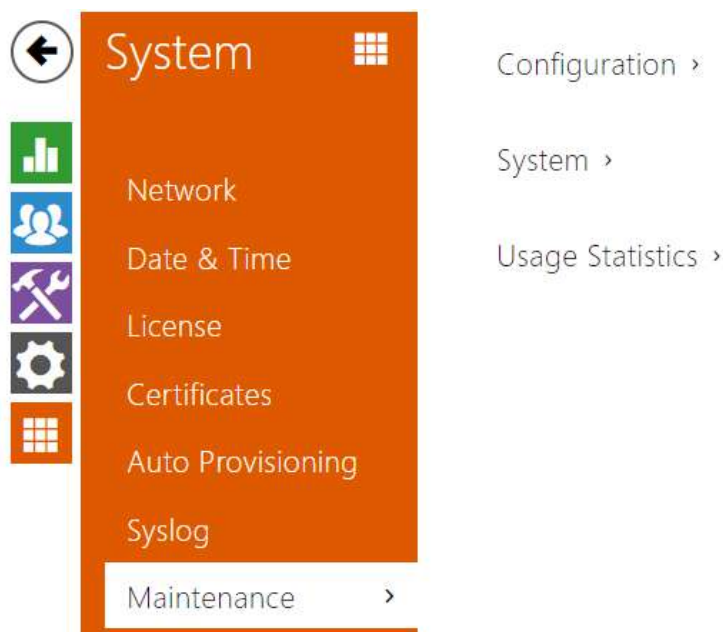 System
Network
Date & Time
License
Certificates
Auto Provisioning
Syslog
Maintenance ›
Configuration ›
System ›
Usage Statistics ›